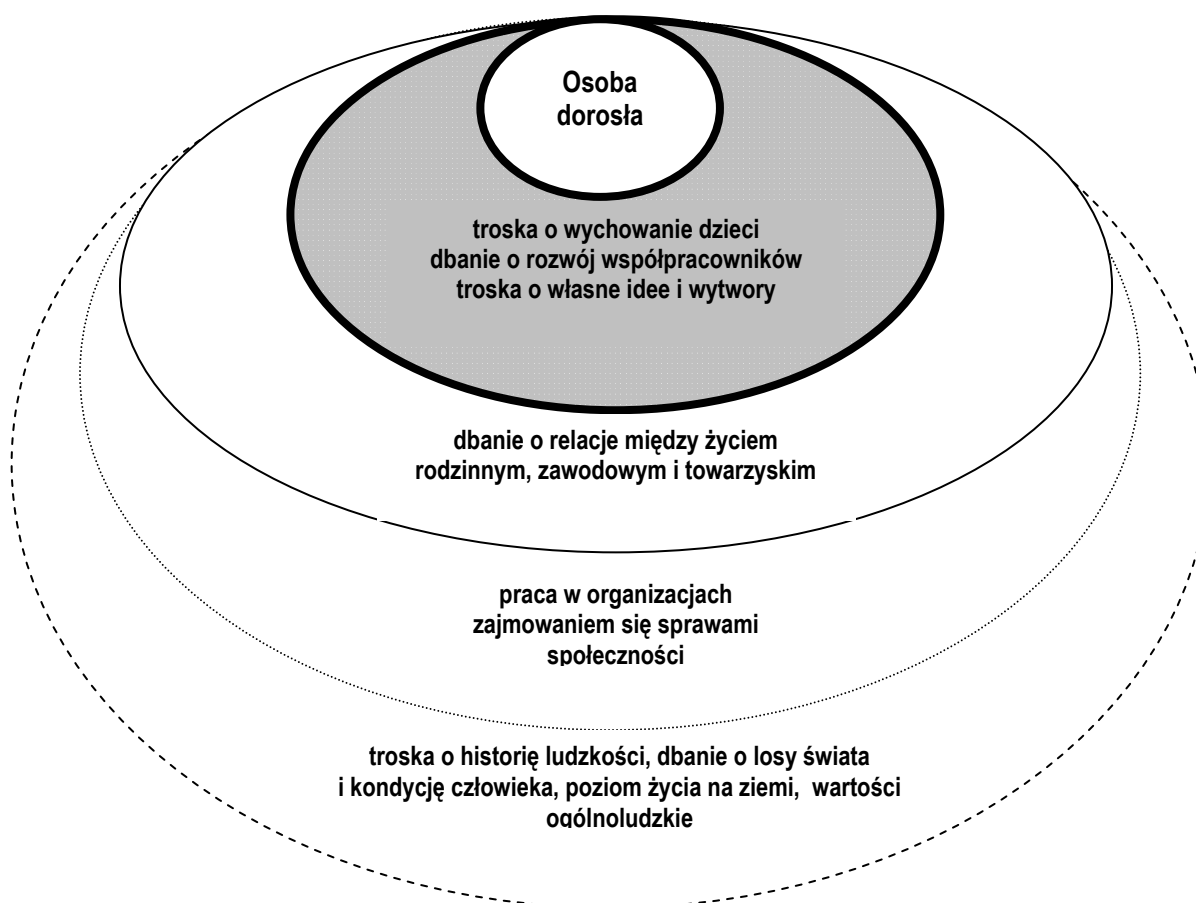 Osoba
dorosła
troska o wychowanie dzieci
dbanie o rozwój współpracowników
troska o własne idee i wytwory
dbanie o relacje między życiem
rodzinnym, zawodowym i towarzyskim
praca w organizacjach
zajmowaniem się sprawami
społeczności
troska o historię ludzkości, dbanie o losy świata
i kondycję człowieka, poziom życia na ziemi, wartości
ogólnoludzkie